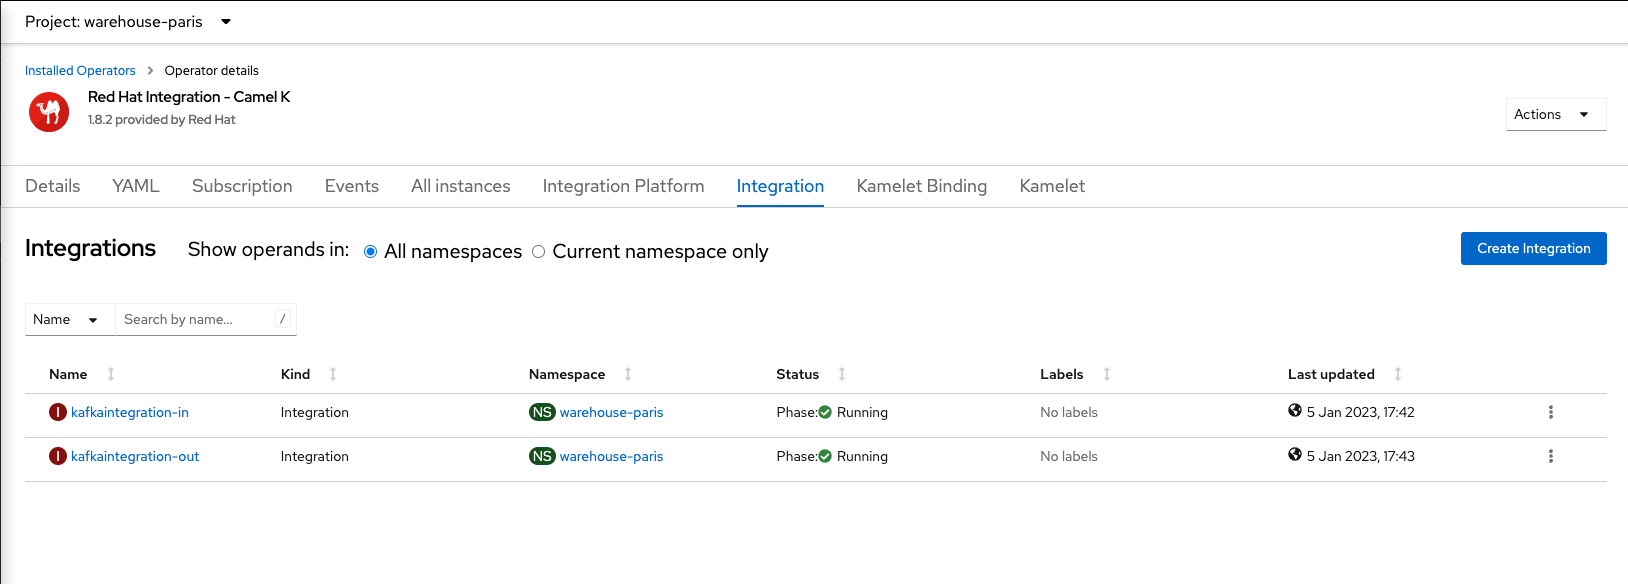 Project: warehouse-paris
Installed Operators > Operator details
Red Hat Integration - Camel K
1.8.2 provided by Red Hat
Actions
Details YAML Subscription Events All instances Integration Platform Integration Kamelet Binding Kamelet
Integrations Show operands in: All namespaces Current namespace only Create Integration
Name Search by name... /
Name Kind Namespace Status Labels Last updated
I kafkaintegration-in Integration NS warehouse-paris Phase: Running No labels 5 Jan 2023, 17:42
I kafkaintegration-out Integration NS warehouse-paris Phase: Running No labels 5 Jan 2023, 17:43